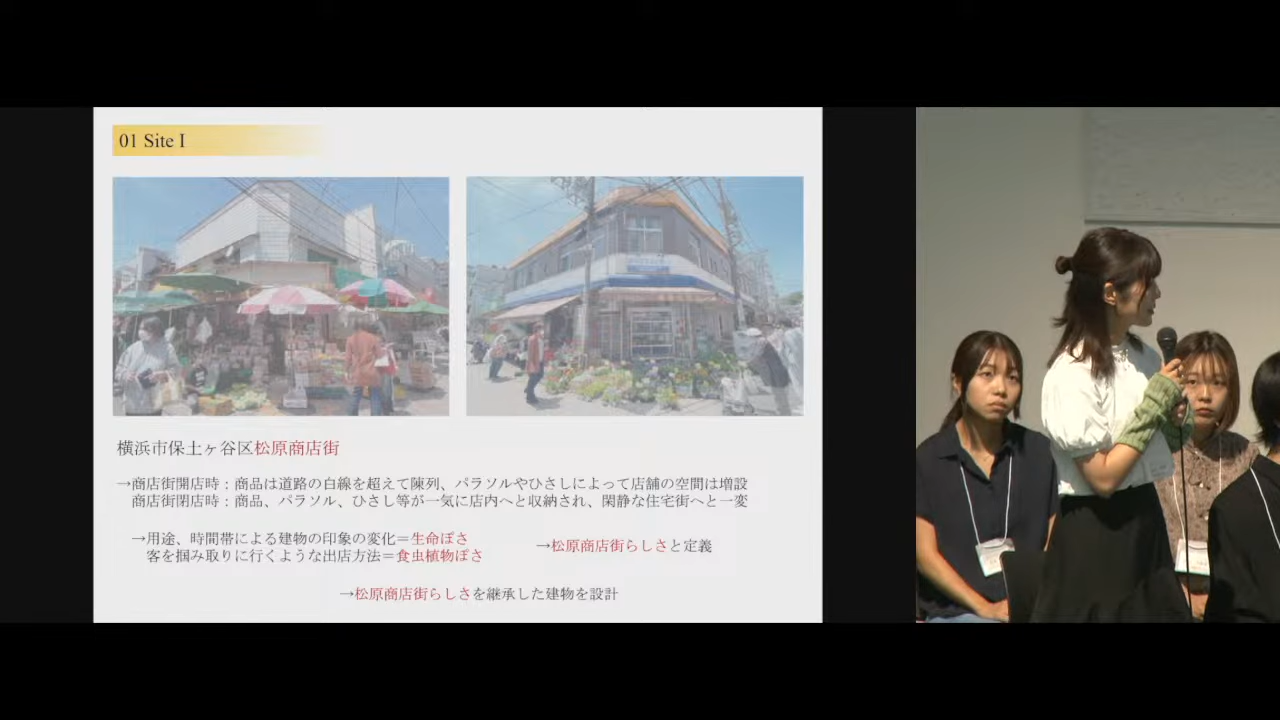 01 Site I
横浜市保土ヶ谷区松原商店街
→商店街開店時：商品は道路の白線を超えて陳列、パラソルやひさしによって店舗の空間は増設
商店街閉店時：商品、パラソル、ひさし等が一気に店内へと収納され、閑静な住宅街へと一変
→用途、時間帯による建物の印象の変化＝生命ぽさ
客を掴み取りに行くような出店方法＝食虫植物ぽさ
→松原商店街らしさと定義
→松原商店街らしさを継承した建物を設計